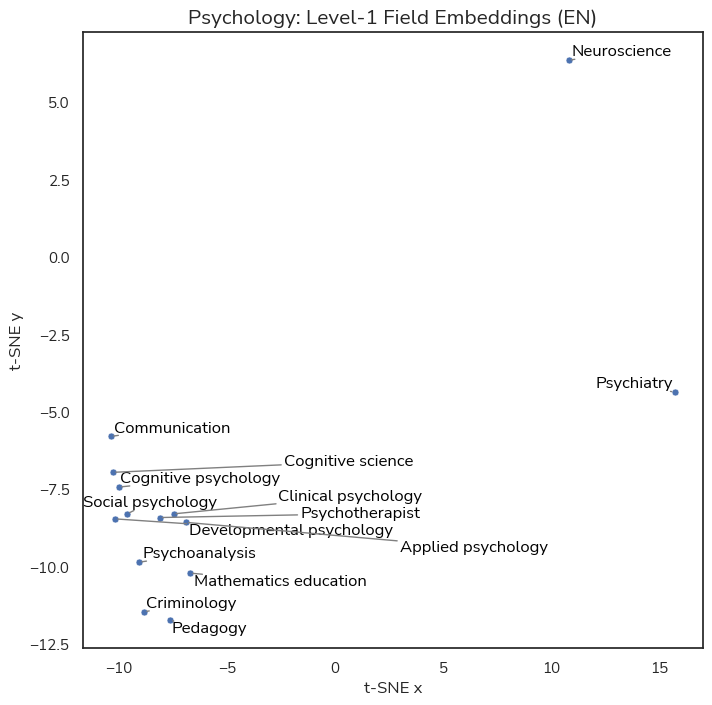 Psychology: Level-1 Field Embeddings (EN)
Neuroscience
5.0
2.5
0.0
t-SNE y
−2.5
Psychiatry
−5.0
Communication
Cognitive science
Cognitive psychology
−7.5
Clinical psychology
Social psychology
Psychotherapist
Developmental psychology
Applied psychology
Psychoanalysis
−10.0
Mathematics education
Criminology
Pedagogy
−12.5
−10
−5
0
5
10
15
t-SNE x